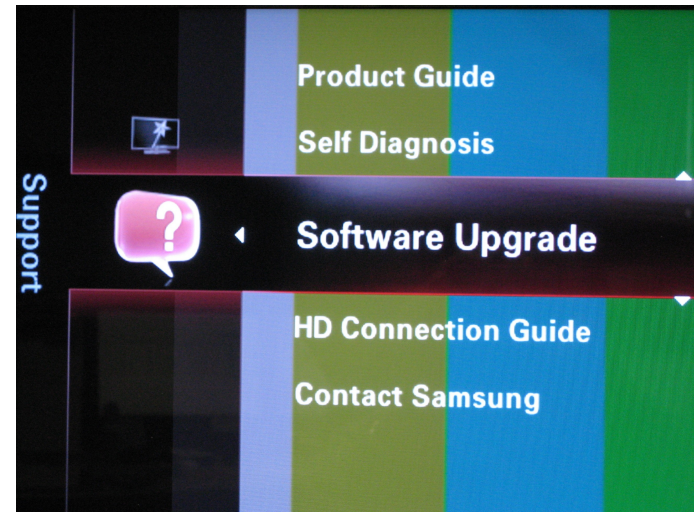 Support
Product Guide
Self Diagnosis
?
Software Upgrade
HD Connection Guide
Contact Samsung